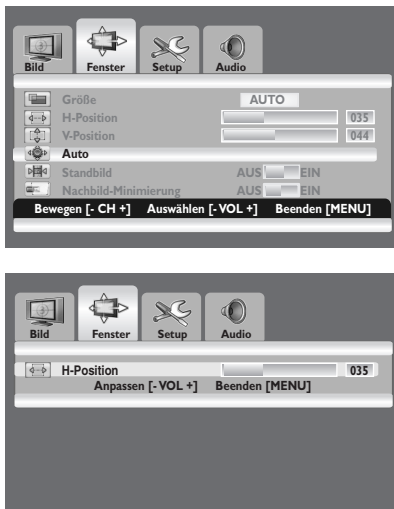 Bild Fenster Setup Audio
Größe AUTO
H-Position 035
V-Position 044
Auto
Standbild AUS EIN
Nachbild-Minimierung AUS EIN
Bewegen [- CH +] Auswählen [- VOL +] Beenden [MENU]
Bild Fenster Setup Audio
H-Position 035
Anpassen [- VOL +] Beenden [MENU]